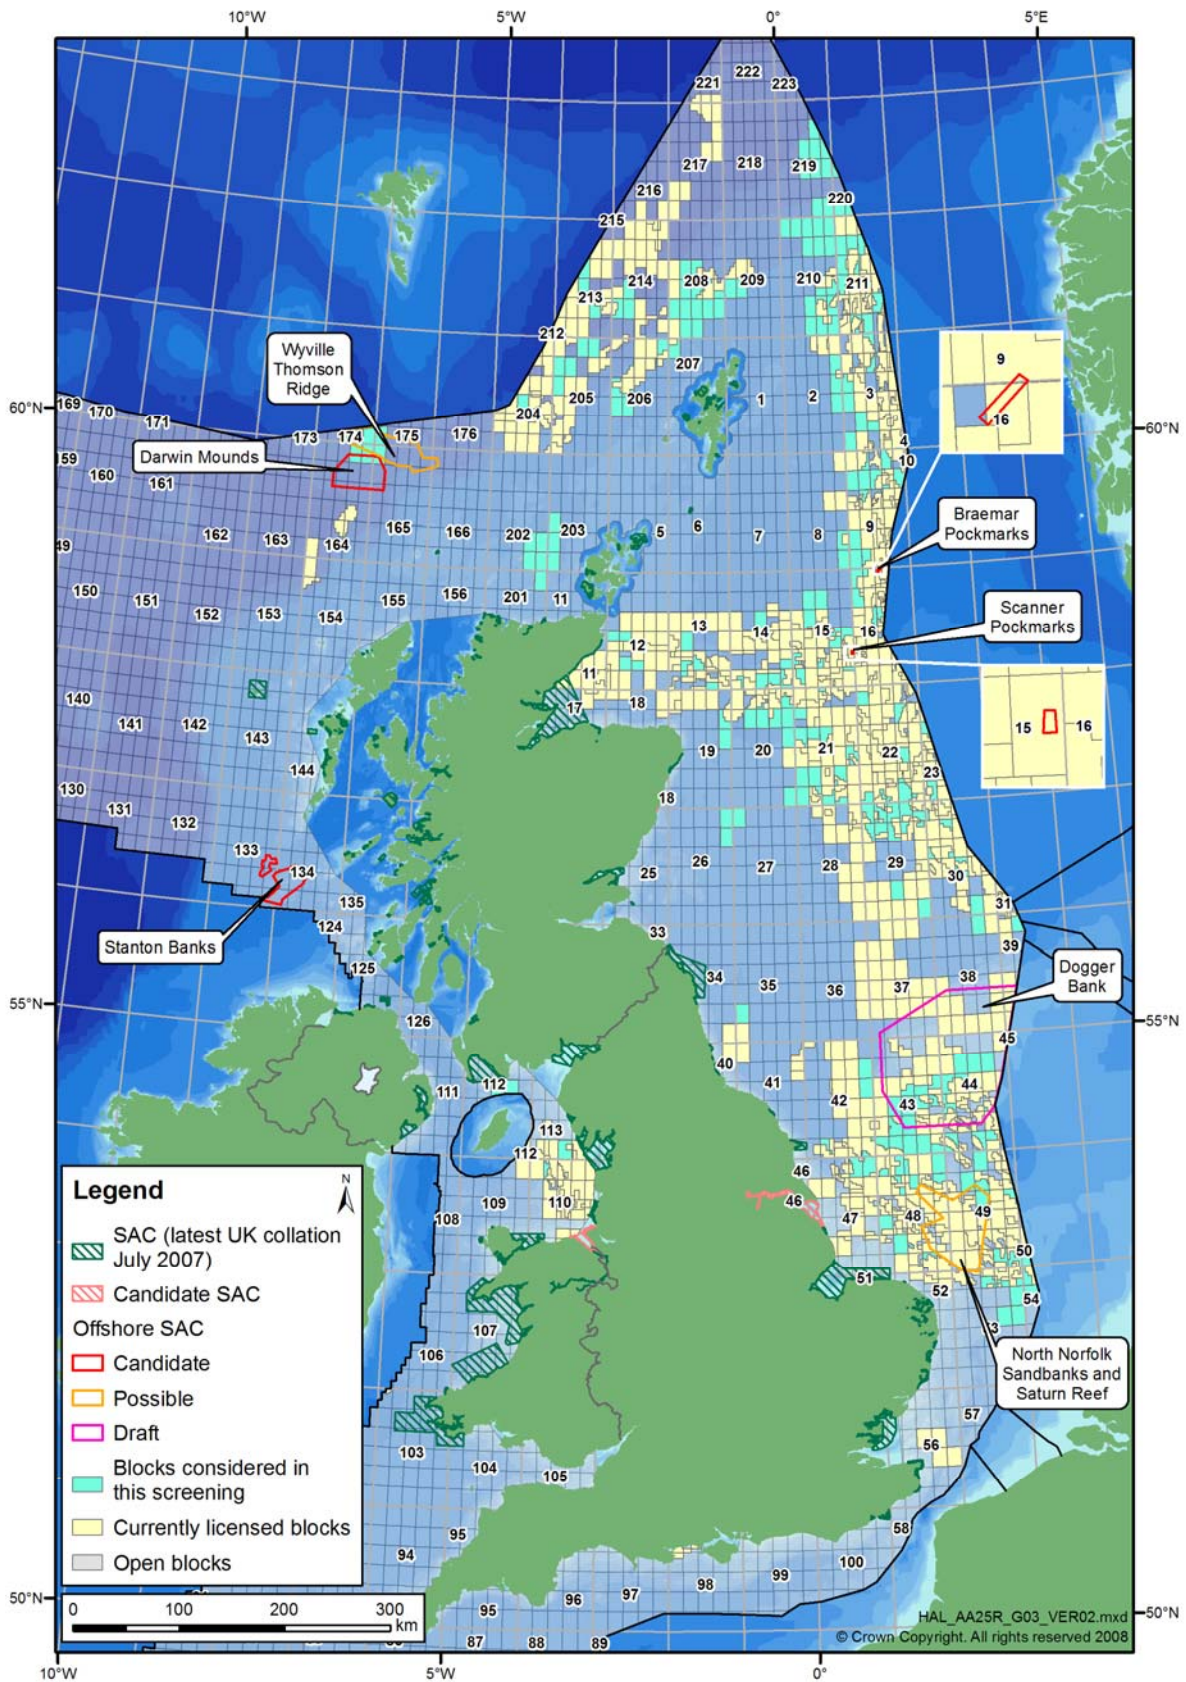 10°W 5°W 0° 5°E
222
221 223
217 218 219
216
220
215
214 208 209 210 211
213
212
Wyville
Thomson
Ridge
207
60°N
169 170 171
204 205 206 1 2 3
9
16
173 174 175 176
4
60°N
Darwin Mounds
159 160 161
10
162 163 164 165 166 202 203 5 6 7 8 9
Braemar
Pockmarks
49
150 151 152 153 154 155 156 201 11
Scanner
Pockmarks
12 13 14 15 16
11
17 18
140 141 142 143
15 16
19 20 21 22
144
23
130 131 132
18
133 134
25 26 27 28 29 30
135
31
124
Stanton Banks
33
39
125
34 35 36 37 38
Dogger
Bank
55°N
126
55°N
45
40 41 42 43 44
111 112
113
112
46
109 110
46
108
47 48 49
50
51
52
54
53
107
106
North Norfolk
Sandbanks and
Saturn Reef
57
56
103
104 105
58
95
94
100
99
98
97
96
95
50°N
50°N
87 88 89
Legend
N
SAC (latest UK collation
July 2007)
Candidate SAC
Offshore SAC
Candidate
Possible
Draft
Blocks considered in
this screening
Currently licensed blocks
Open blocks
0 100 200 300
km
HAL_AA25R_G03_VER02.mxd
© Crown Copyright. All rights reserved 2008
10°W 5°W 0°